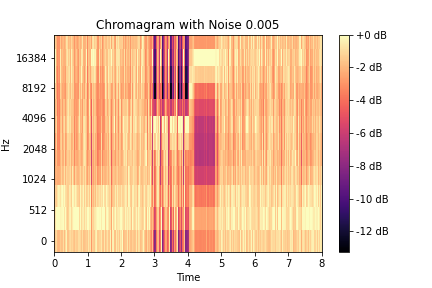 Chromagram with Noise 0.005
Hz
16384
8192
4096
2048
1024
512
0
0 1 2 3 4 5 6 7 8
Time
+0 dB
-2 dB
-4 dB
-6 dB
-8 dB
-10 dB
-12 dB